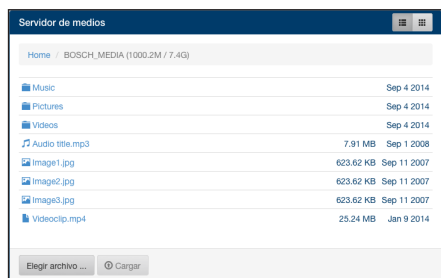 Servidor de medios
Home / BOSCH_MEDIA (1000.2M / 7.4G)
Music Sep 4 2014
Pictures Sep 4 2014
Videos Sep 4 2014
Audio title.mp3 7.91 MB Sep 1 2008
Image1.jpg 623.62 KB Sep 11 2007
Image2.jpg 623.62 KB Sep 11 2007
Image3.jpg 623.62 KB Sep 11 2007
Videoclip.mp4 25.24 MB Jan 9 2014
Elegir archivo ... Cargar